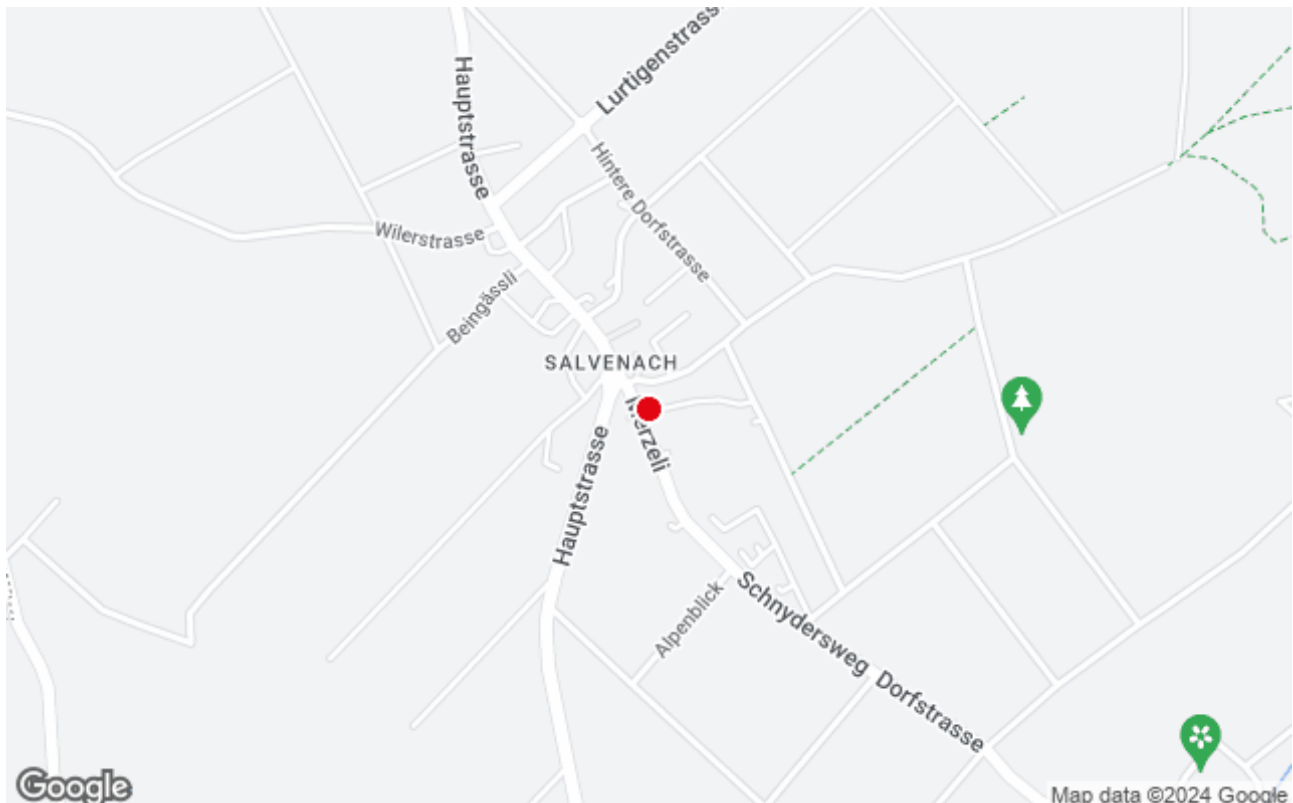 Lurtigenstrasse
Hauptstrasse
Hintere Dorfstrasse
Wilerstrasse
Beingässli
SALVENACH
Hauptstrasse
Alpenblick
Schnydersweg
Dorfstrasse
Google
Map data ©2024 Google